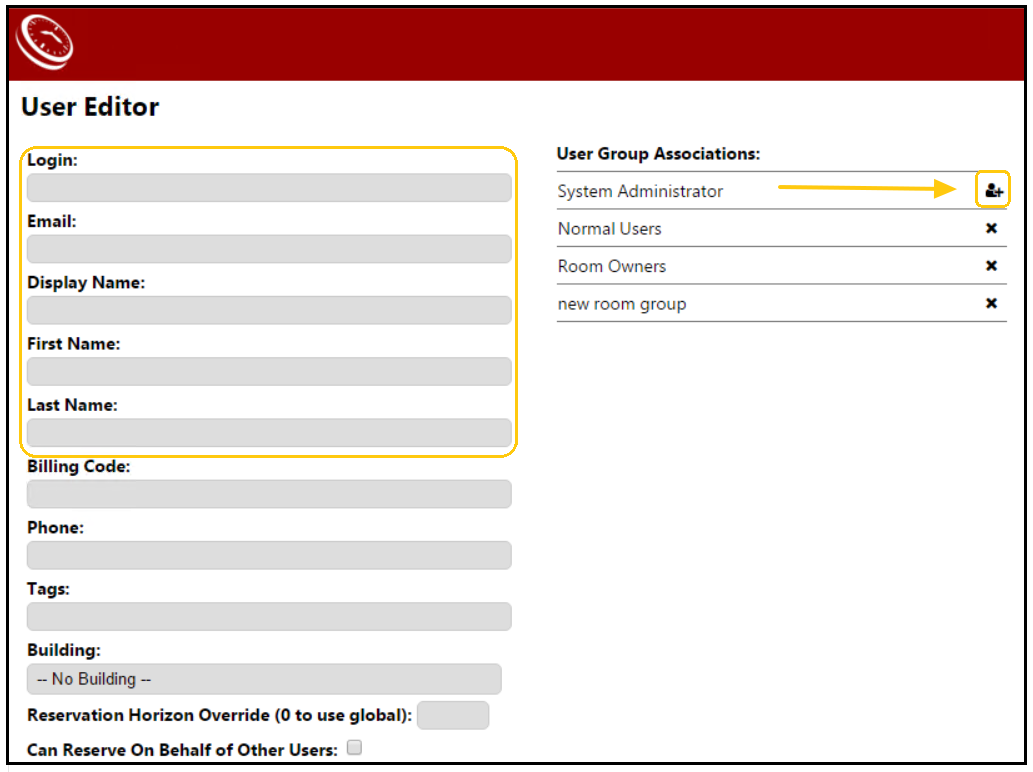 User Editor
Login:
Email:
Display Name:
First Name:
Last Name:
Billing Code:
Phone:
Tags:
Building:
-- No Building --
Reservation Horizon Override (0 to use global):
Can Reserve On Behalf of Other Users:
User Group Associations:
System Administrator
Normal Users
Room Owners
new room group